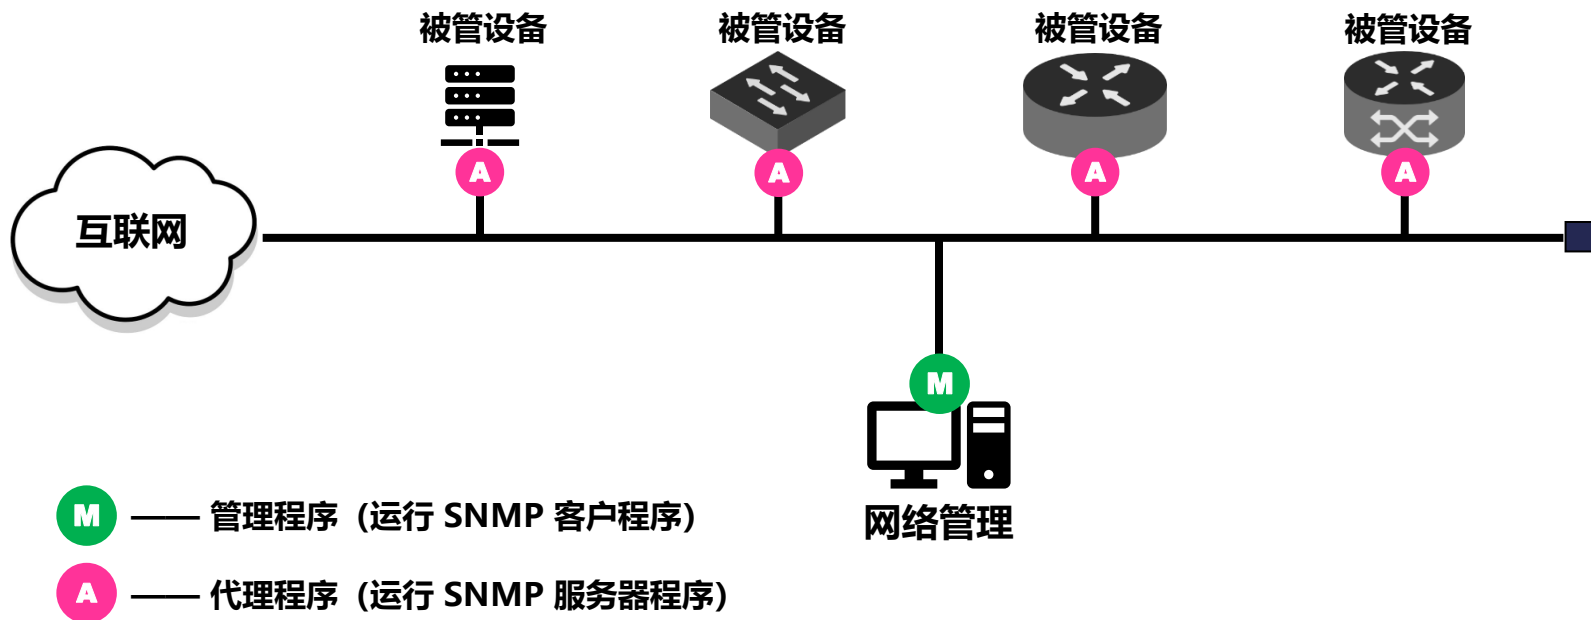 被管设备 被管设备 被管设备 被管设备
A A A A
互联网
M
网络管理
M —— 管理程序（运行 SNMP 客户程序）
A —— 代理程序（运行 SNMP 服务器程序）